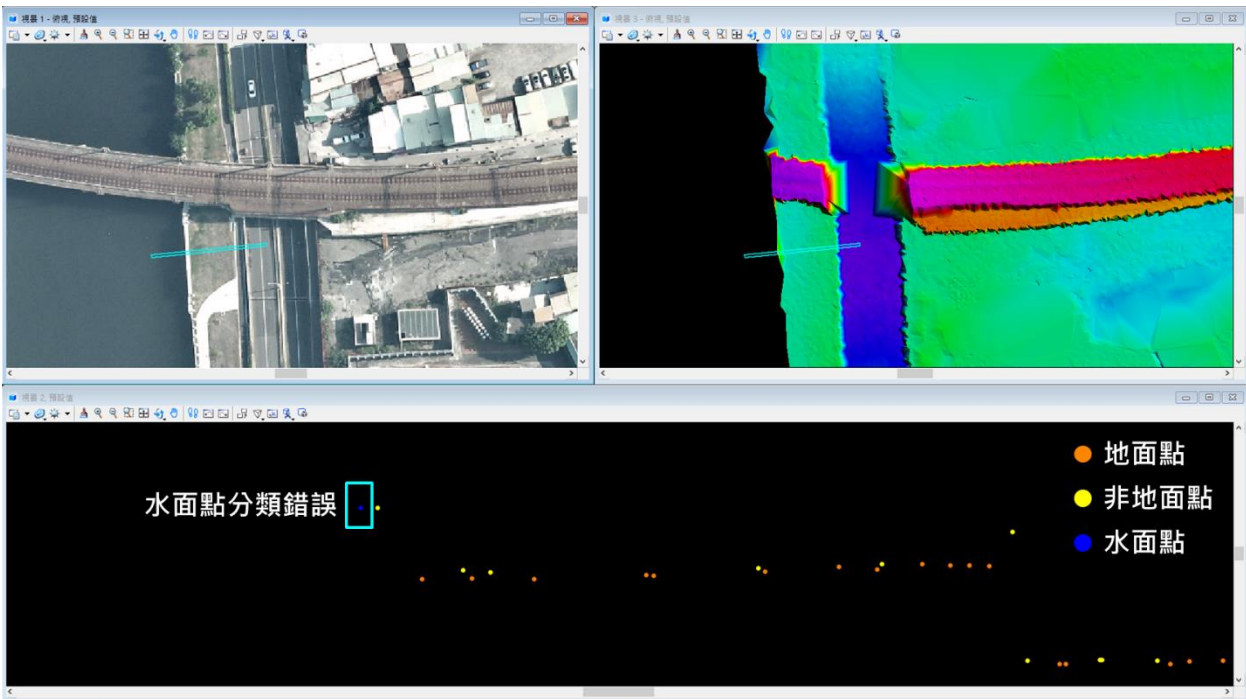 視景 1 - 俯視, 預設值
視景 3 - 俯視, 預設值
視景 2, 預設值
水面點分類錯誤
地面點
非地面點
水面點